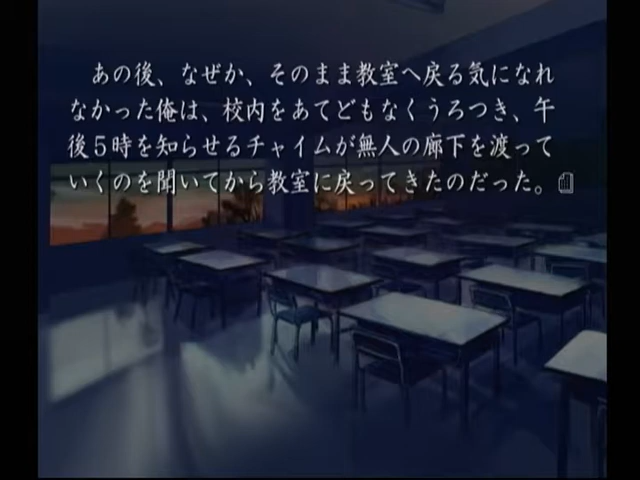 あの後、なぜか、そのまま教室へ戻る気になれ
なかった俺は、校内をあてどもなくうろつき、午
後５時を知らせるチャイムが無人の廊下を渡って
いくのを聞いてから教室に戻ってきたのだった。